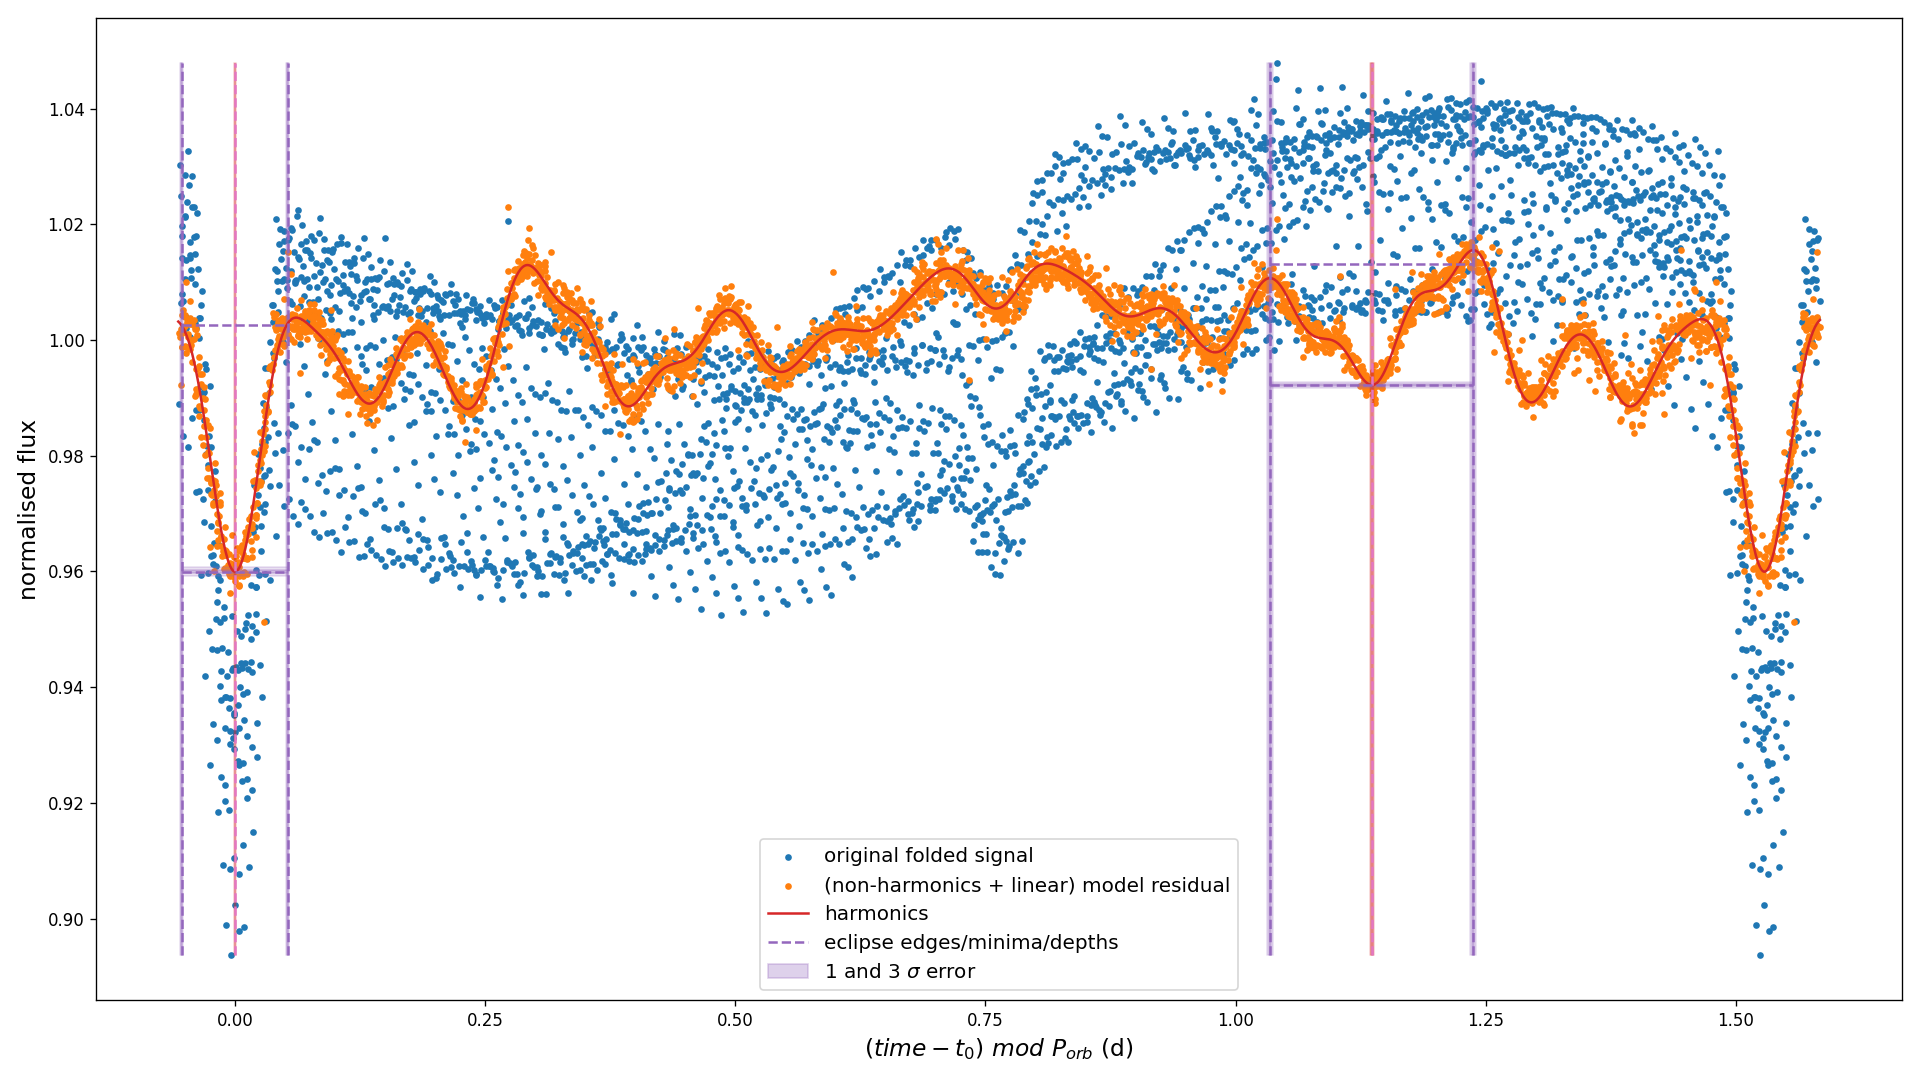 normalised flux
1.04
1.02
1.00
0.98
0.96
0.94
0.92
0.90
original folded signal
(non-harmonics + linear) model residual
harmonics
eclipse edges/minima/depths
1 and 3 σ error
0.00 0.25 0.50 0.75 1.00 1.25 1.50
(time − t₀) mod P_orb (d)